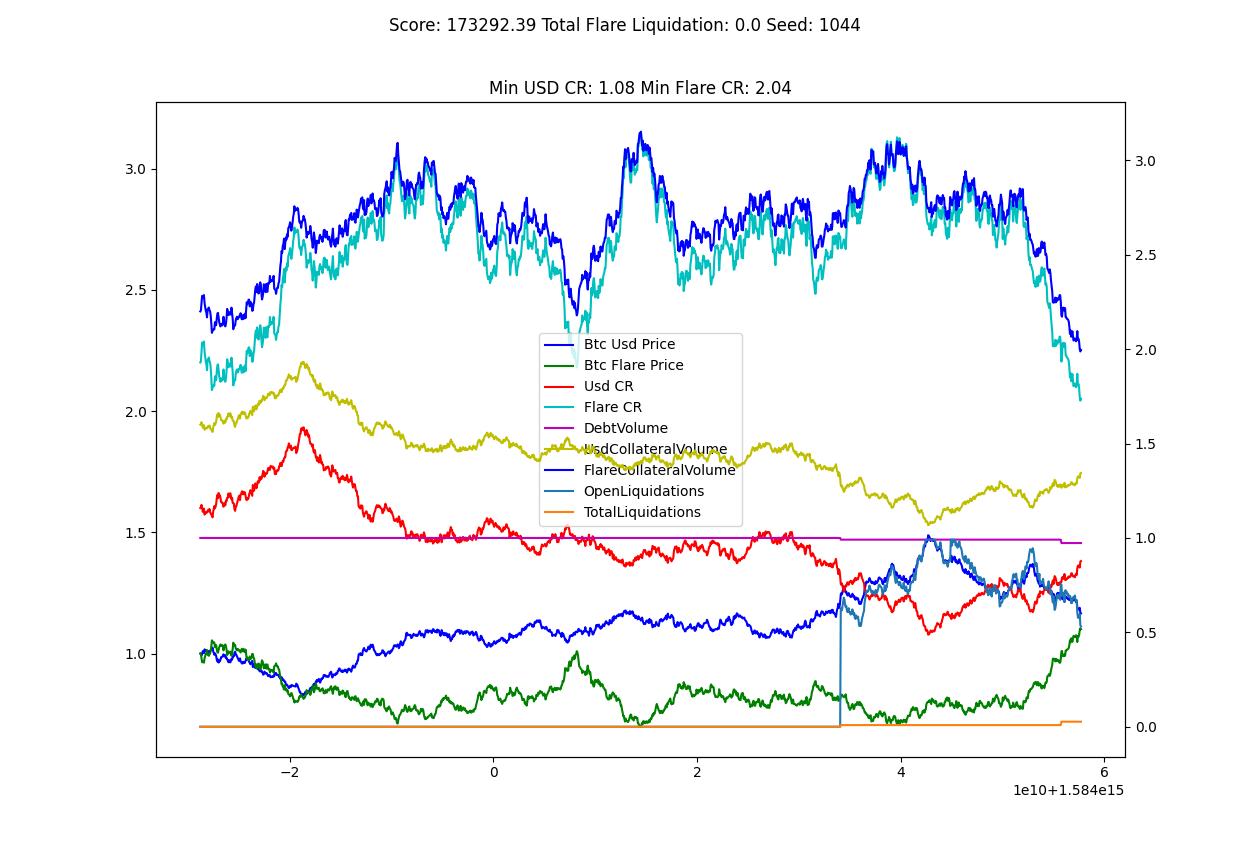 Score: 173292.39 Total Flare Liquidation: 0.0 Seed: 1044
Min USD CR: 1.08 Min Flare CR: 2.04
3.0
2.5
2.0
1.5
1.0
3.0
2.5
2.0
1.5
1.0
0.5
0.0
Btc Usd Price
Btc Flare Price
Usd CR
Flare CR
DebtVolume
UsdCollateralVolume
FlareCollateralVolume
OpenLiquidations
TotalLiquidations
−2 0 2 4 6
1e10+1.584e15